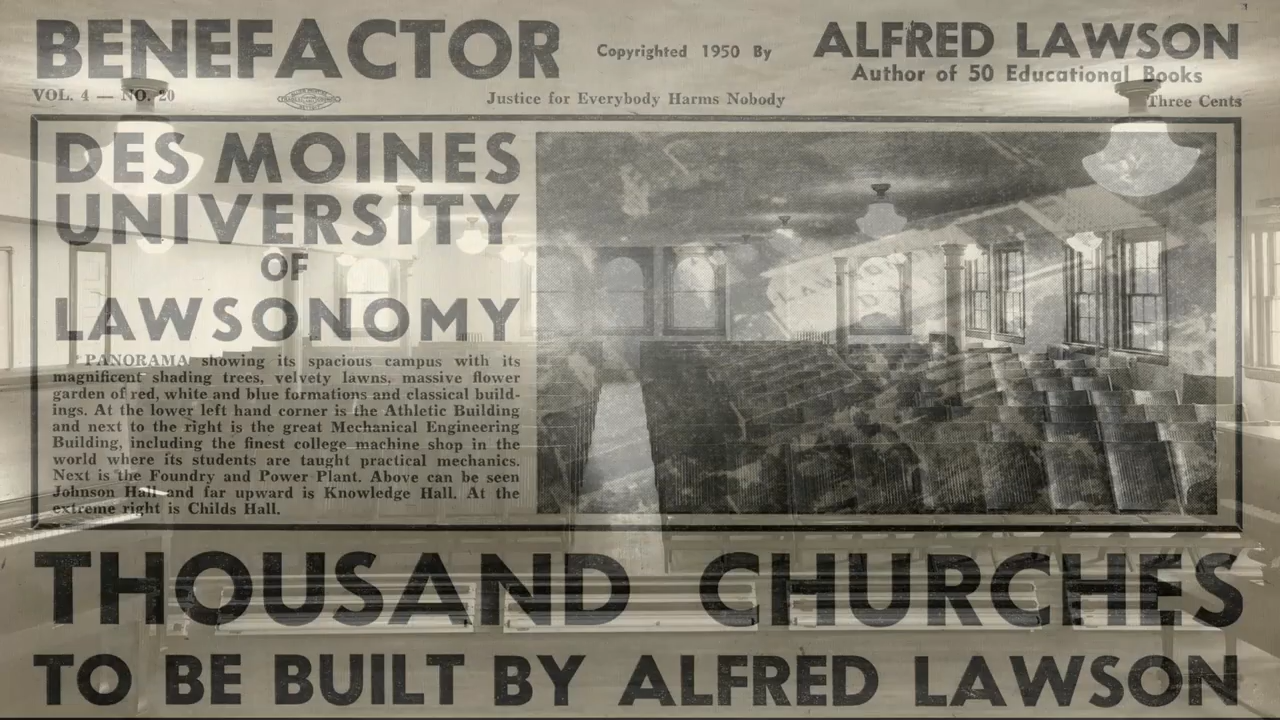 BENEFACTOR
Copyrighted 1950 By
ALFRED LAWSON
Author of 50 Educational Books
VOL. 4 — NO. 20
Justice for Everybody Harms Nobody
Three Cents
DES MOINES
UNIVERSITY
OF
LAWSONOMY
PANORAMA showing its spacious campus with its
magnificent shading trees, velvety lawns, massive flower
garden of red, white and blue formations and classical build-
ings. At the lower left hand corner is the Athletic Building
and next to the right is the great Mechanical Engineering
Building, including the finest college machine shop in the
world where its students are taught practical mechanics.
Next is the Foundry and Power Plant. Above can be seen
Johnson Hall and far upward is Knowledge Hall. At the
extreme right is Childs Hall.
THOUSAND CHURCHES
TO BE BUILT BY ALFRED LAWSON